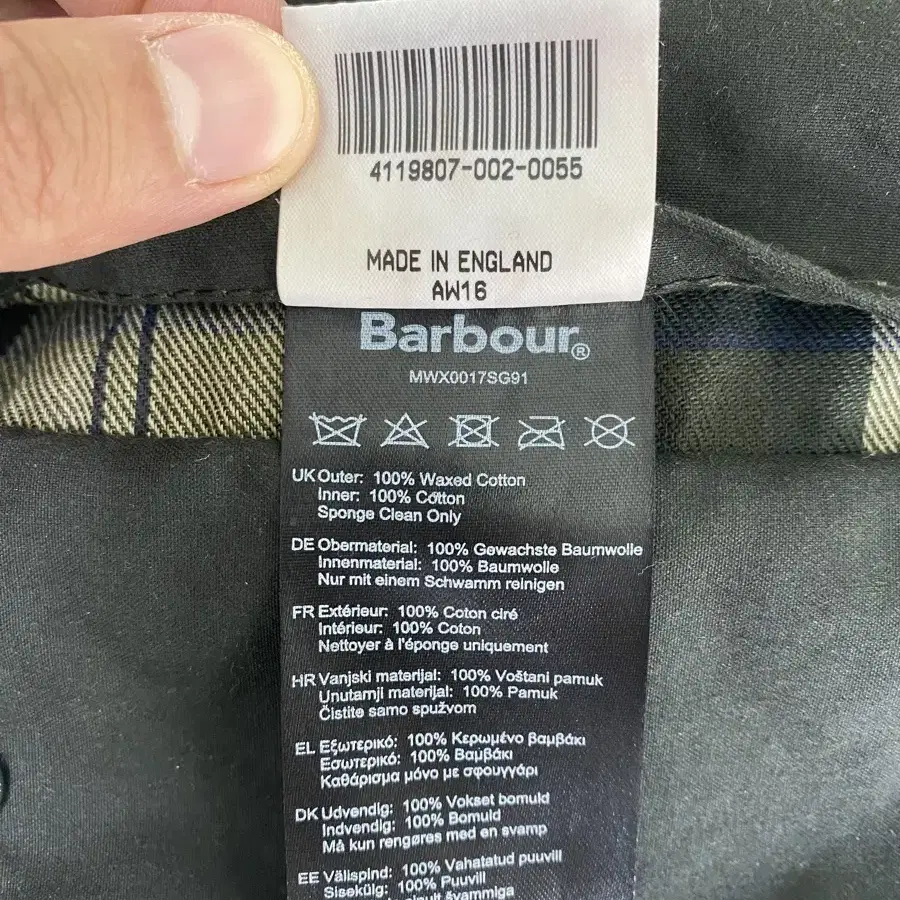 4119807-002-0055
MADE IN ENGLAND
AW16
Barbour®
MWX0017SG91
UK Outer: 100% Waxed Cotton
Inner: 100% Cotton
Sponge Clean Only
DE Obermaterial: 100% Gewachste Baumwolle
Innenmaterial: 100% Baumwolle
Nur mit einem Schwamm reinigen
FR Extérieur: 100% Coton ciré
Intérieur: 100% Coton
Nettoyer à l'éponge uniquement
HR Vanjski materijal: 100% Voštani pamuk
Unutarnji materijal: 100% Pamuk
Čistite samo spužvom
EL Εξωτερικό: 100% Κερωμένο βαμβάκι
Εσωτερικό: 100% Βαμβάκι
Καθάρισμα μόνο με σφουγγάρι
DK Udvendig: 100% Vokset bomuld
Indvendig: 100% Bomuld
Må kun rengøres med en svamp
EE Välispind: 100% Vahatatud puuvill
Sisekülg: 100% Puuvill
švammiga